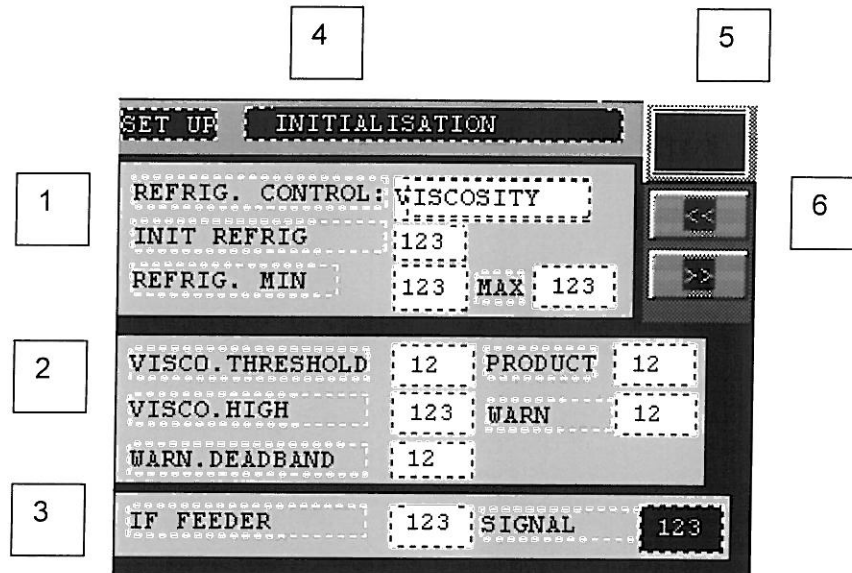 4
5
SET UP INITIALISATION
1
REFRIG. CONTROL: VISCOSITY
6
<<
INIT REFRIG 123
REFRIG. MIN 123 MAX 123
>>
2
VISCO.THRESHOLD 12 PRODUCT 12
VISCO.HIGH 123 WARN 12
WARN.DEADBAND 12
3
IF FEEDER 123 SIGNAL 123